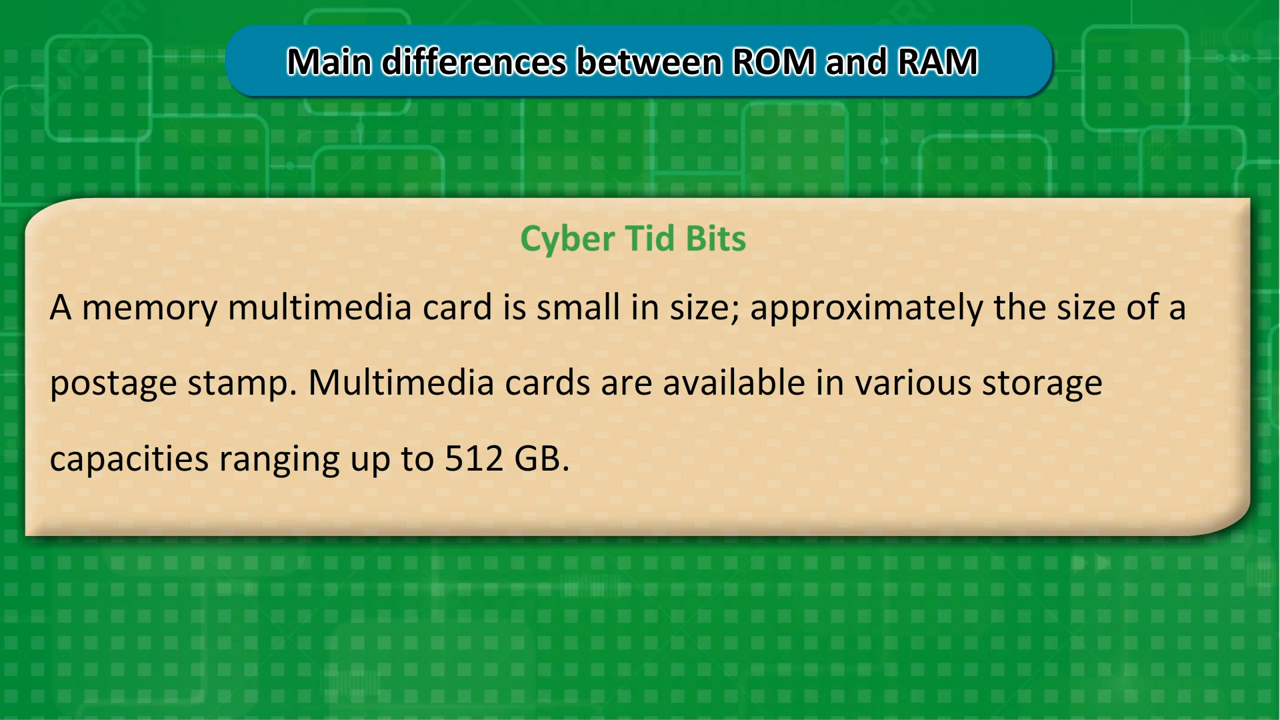 Main differences between ROM and RAM
Cyber Tid Bits
A memory multimedia card is small in size; approximately the size of a
postage stamp. Multimedia cards are available in various storage
capacities ranging up to 512 GB.